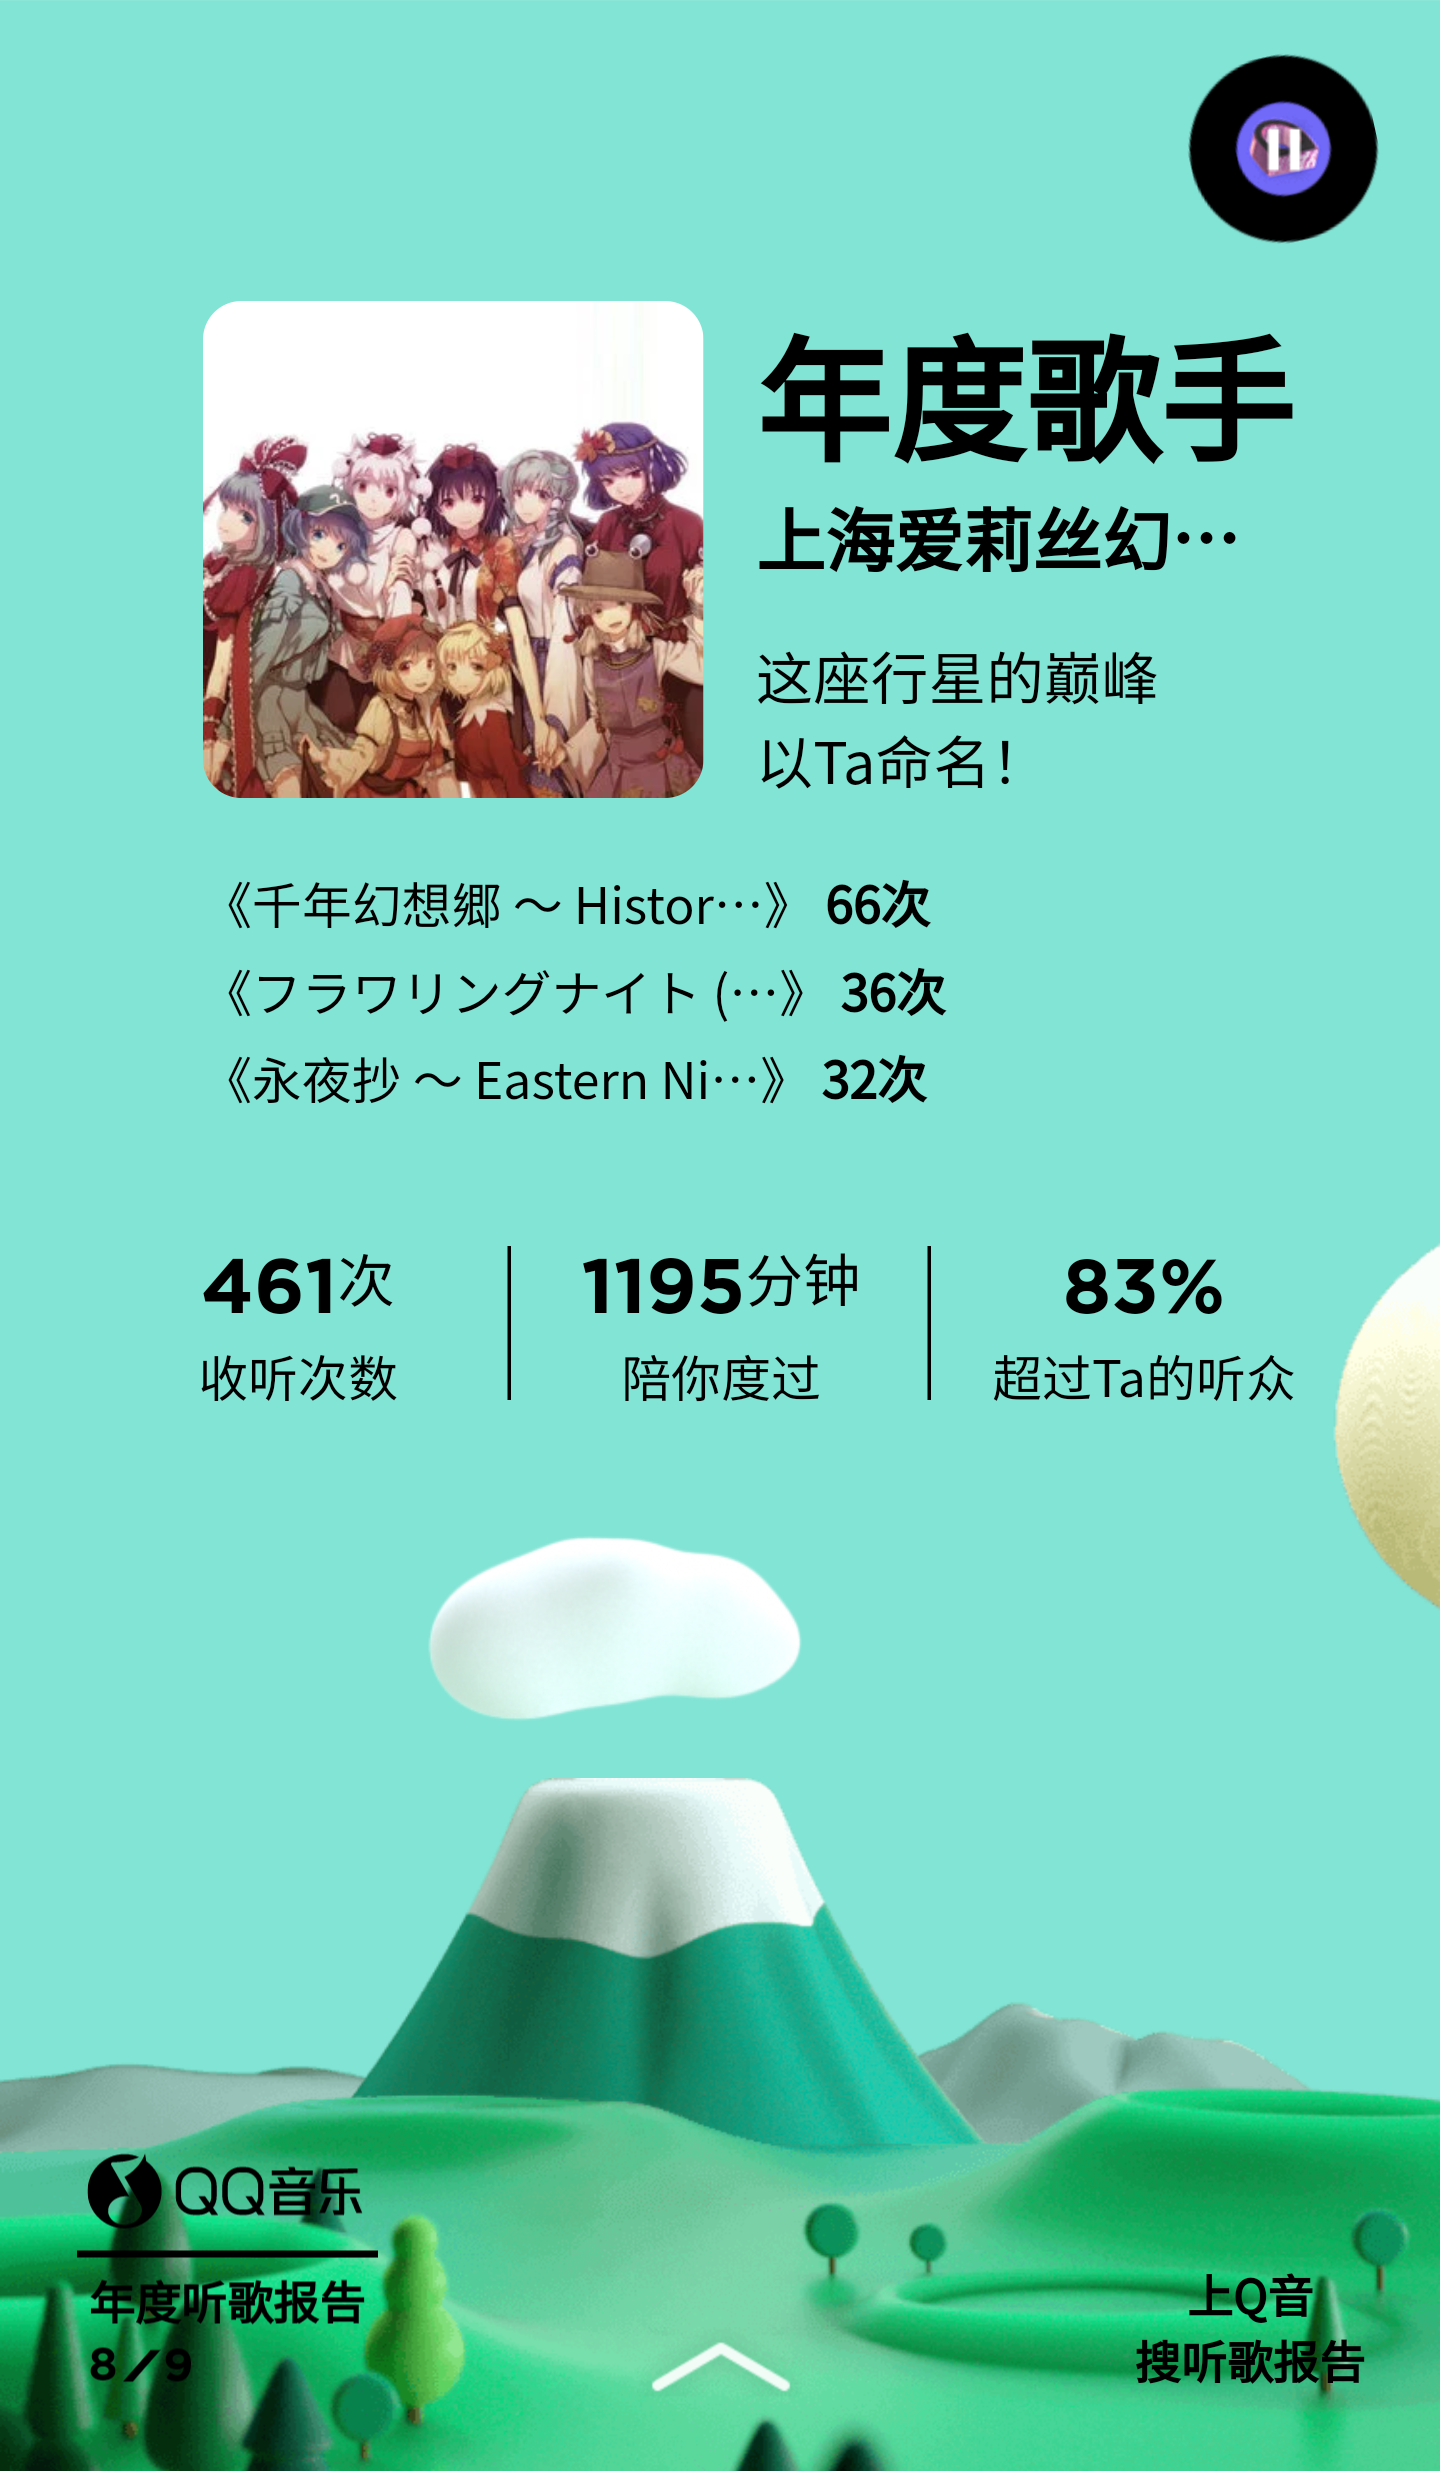 年度歌手
上海爱莉丝幻…
这座行星的巅峰
以Ta命名！
《千年幻想郷 ～ Histor…》 66次
《フラワリングナイト (…》 36次
《永夜抄 ～ Eastern Ni…》 32次
461次
收听次数
1195分钟
陪你度过
83%
超过Ta的听众
QQ音乐
年度听歌报告
8/9
上Q音
搜听歌报告